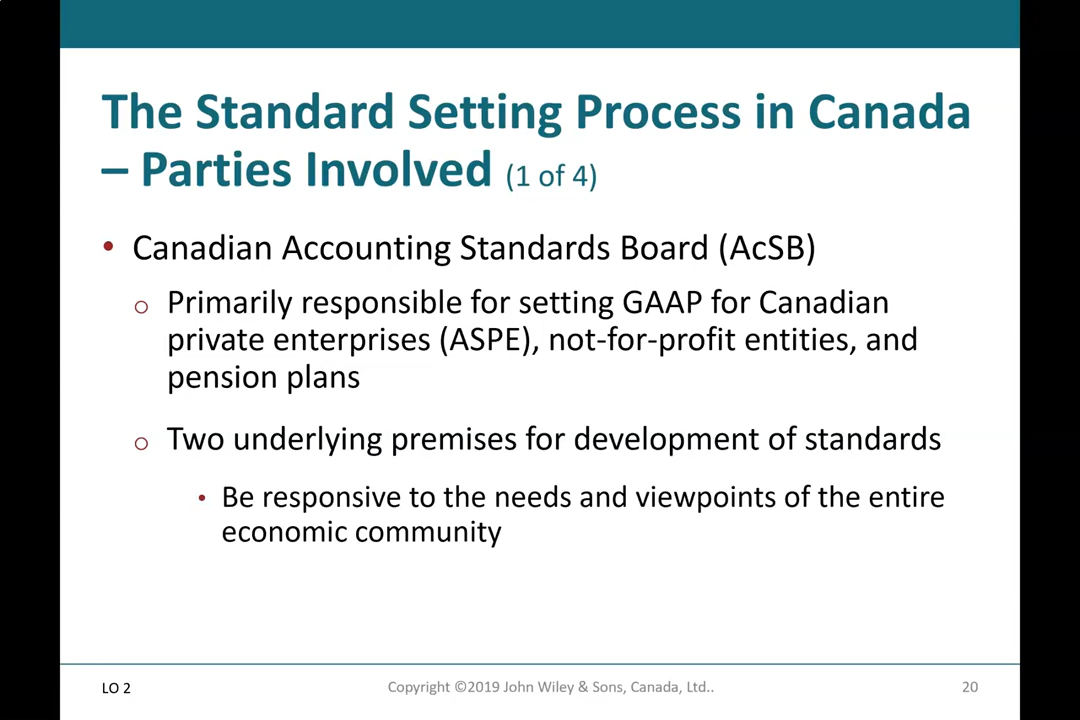 The Standard Setting Process in Canada
– Parties Involved (1 of 4)
• Canadian Accounting Standards Board (AcSB)
o Primarily responsible for setting GAAP for Canadian
private enterprises (ASPE), not-for-profit entities, and
pension plans
o Two underlying premises for development of standards
• Be responsive to the needs and viewpoints of the entire
economic community
LO 2
Copyright ©2019 John Wiley & Sons, Canada, Ltd..
20